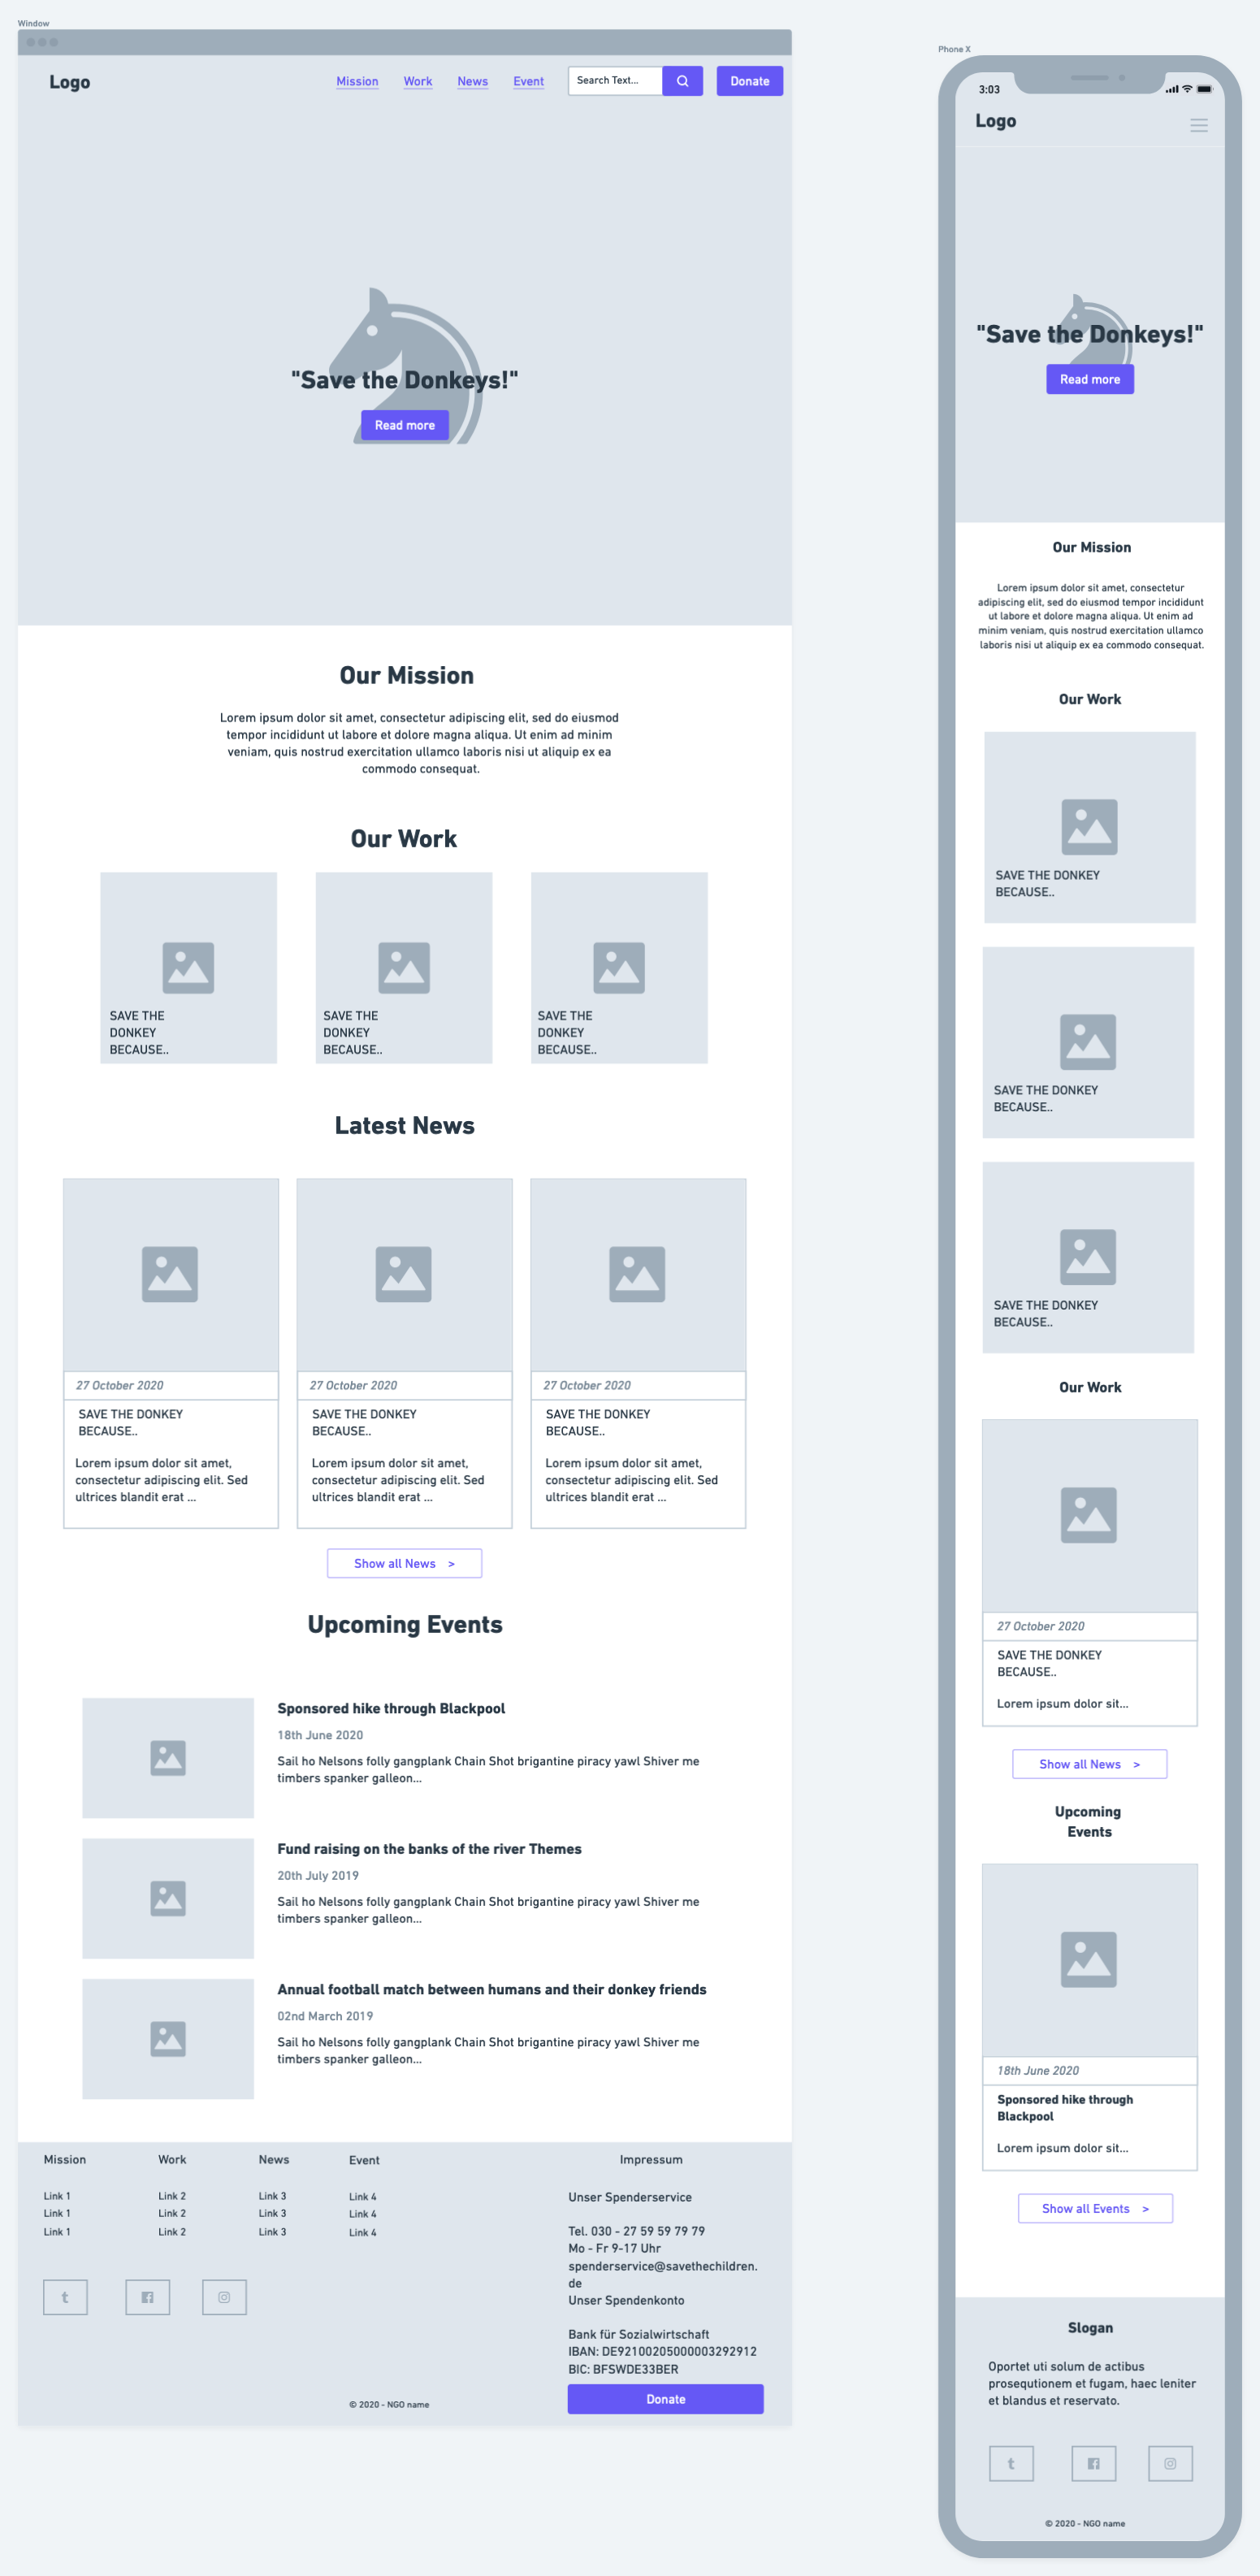 Window
Logo
Mission
Work
News
Event
Search Text...
Donate
"Save the Donkeys!"
Read more
Our Mission
Lorem ipsum dolor sit amet, consectetur adipiscing elit, sed do eiusmod
tempor incididunt ut labore et dolore magna aliqua. Ut enim ad minim
veniam, quis nostrud exercitation ullamco laboris nisi ut aliquip ex ea
commodo consequat.
Our Work
SAVE THE
DONKEY
BECAUSE..
SAVE THE
DONKEY
BECAUSE..
SAVE THE
DONKEY
BECAUSE..
Latest News
27 October 2020
SAVE THE DONKEY
BECAUSE..
Lorem ipsum dolor sit amet,
consectetur adipiscing elit. Sed
ultrices blandit erat ...
27 October 2020
SAVE THE DONKEY
BECAUSE..
Lorem ipsum dolor sit amet,
consectetur adipiscing elit. Sed
ultrices blandit erat ...
27 October 2020
SAVE THE DONKEY
BECAUSE..
Lorem ipsum dolor sit amet,
consectetur adipiscing elit. Sed
ultrices blandit erat ...
Show all News >
Upcoming Events
Sponsored hike through Blackpool
18th June 2020
Sail ho Nelsons folly gangplank Chain Shot brigantine piracy yawl Shiver me
timbers spanker galleon...
Fund raising on the banks of the river Themes
20th July 2019
Sail ho Nelsons folly gangplank Chain Shot brigantine piracy yawl Shiver me
timbers spanker galleon...
Annual football match between humans and their donkey friends
02nd March 2019
Sail ho Nelsons folly gangplank Chain Shot brigantine piracy yawl Shiver me
timbers spanker galleon...
Mission
Link 1
Link 1
Link 1
Work
Link 2
Link 2
Link 2
News
Link 3
Link 3
Link 3
Event
Link 4
Link 4
Link 4
Impressum
Unser Spenderservice
Tel. 030 - 27 59 59 79 79
Mo - Fr 9-17 Uhr
spenderservice@savethechildren.
de
Unser Spendenkonto
Bank für Sozialwirtschaft
IBAN: DE92100205000003292912
BIC: BFSWDE33BER
Donate
© 2020 - NGO name
Phone X
3:03
Logo
"Save the Donkeys!"
Read more
Our Mission
Lorem ipsum dolor sit amet, consectetur
adipiscing elit, sed do eiusmod tempor incididunt
ut labore et dolore magna aliqua. Ut enim ad
minim veniam, quis nostrud exercitation ullamco
laboris nisi ut aliquip ex ea commodo consequat.
Our Work
SAVE THE DONKEY
BECAUSE..
SAVE THE DONKEY
BECAUSE..
SAVE THE DONKEY
BECAUSE..
Our Work
27 October 2020
SAVE THE DONKEY
BECAUSE..
Lorem ipsum dolor sit...
Show all News >
Upcoming
Events
18th June 2020
Sponsored hike through
Blackpool
Lorem ipsum dolor sit...
Show all Events >
Slogan
Oportet uti solum de actibus
prosequtionem et fugam, haec leniter
et blandus et reservato.
© 2020 - NGO name